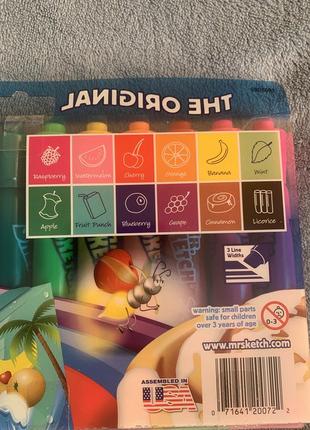 THE ORIGINAL
Raspberry Watermelon Cherry Orange Banana Mint
Apple Fruit Punch Blueberry Grape Cinnamon Licorice
3 Line
Widths
warning: small parts
safe for children
over 3 years of age
0-3
www.mrsketch.com
ASSEMBLED IN
USA
0 71641 20072 2